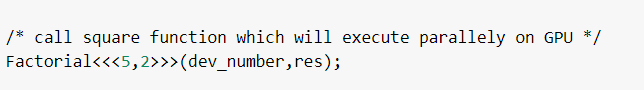 /* call square function which will execute parallely on GPU */
Factorial<<<5,2>>>(dev_number,res);